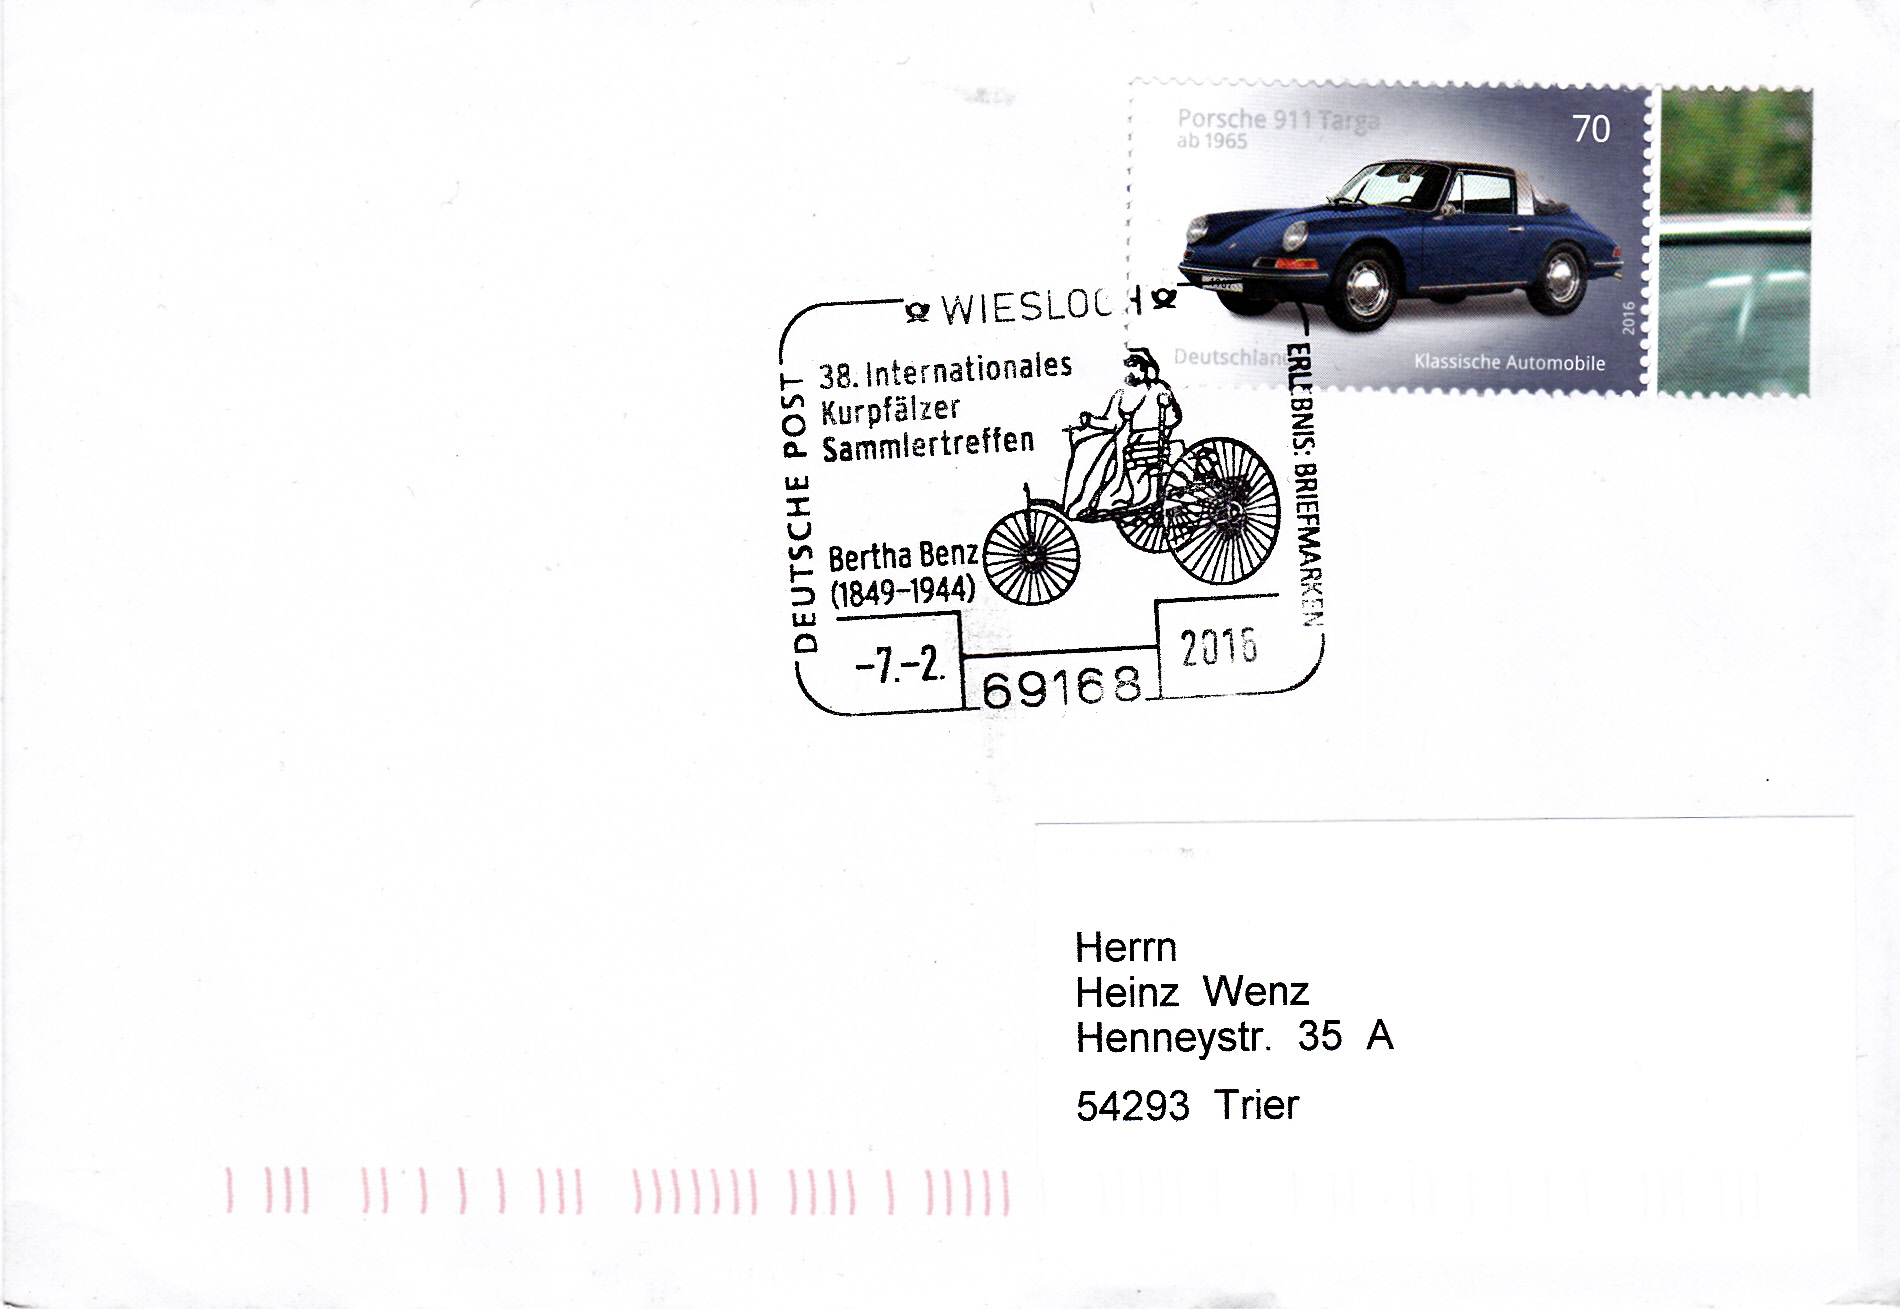 Porsche 911 Targa
ab 1965
70
2016
Deutschland
Klassische Automobile
WIESLOCH
DEUTSCHE POST
ERLEBNIS: BRIEFMARKEN
38. Internationales
Kurpfälzer
Sammlertreffen
Bertha Benz
(1849-1944)
-7.-2. 2016
69168
Herrn
Heinz Wenz
Henneystr. 35 A
54293 Trier